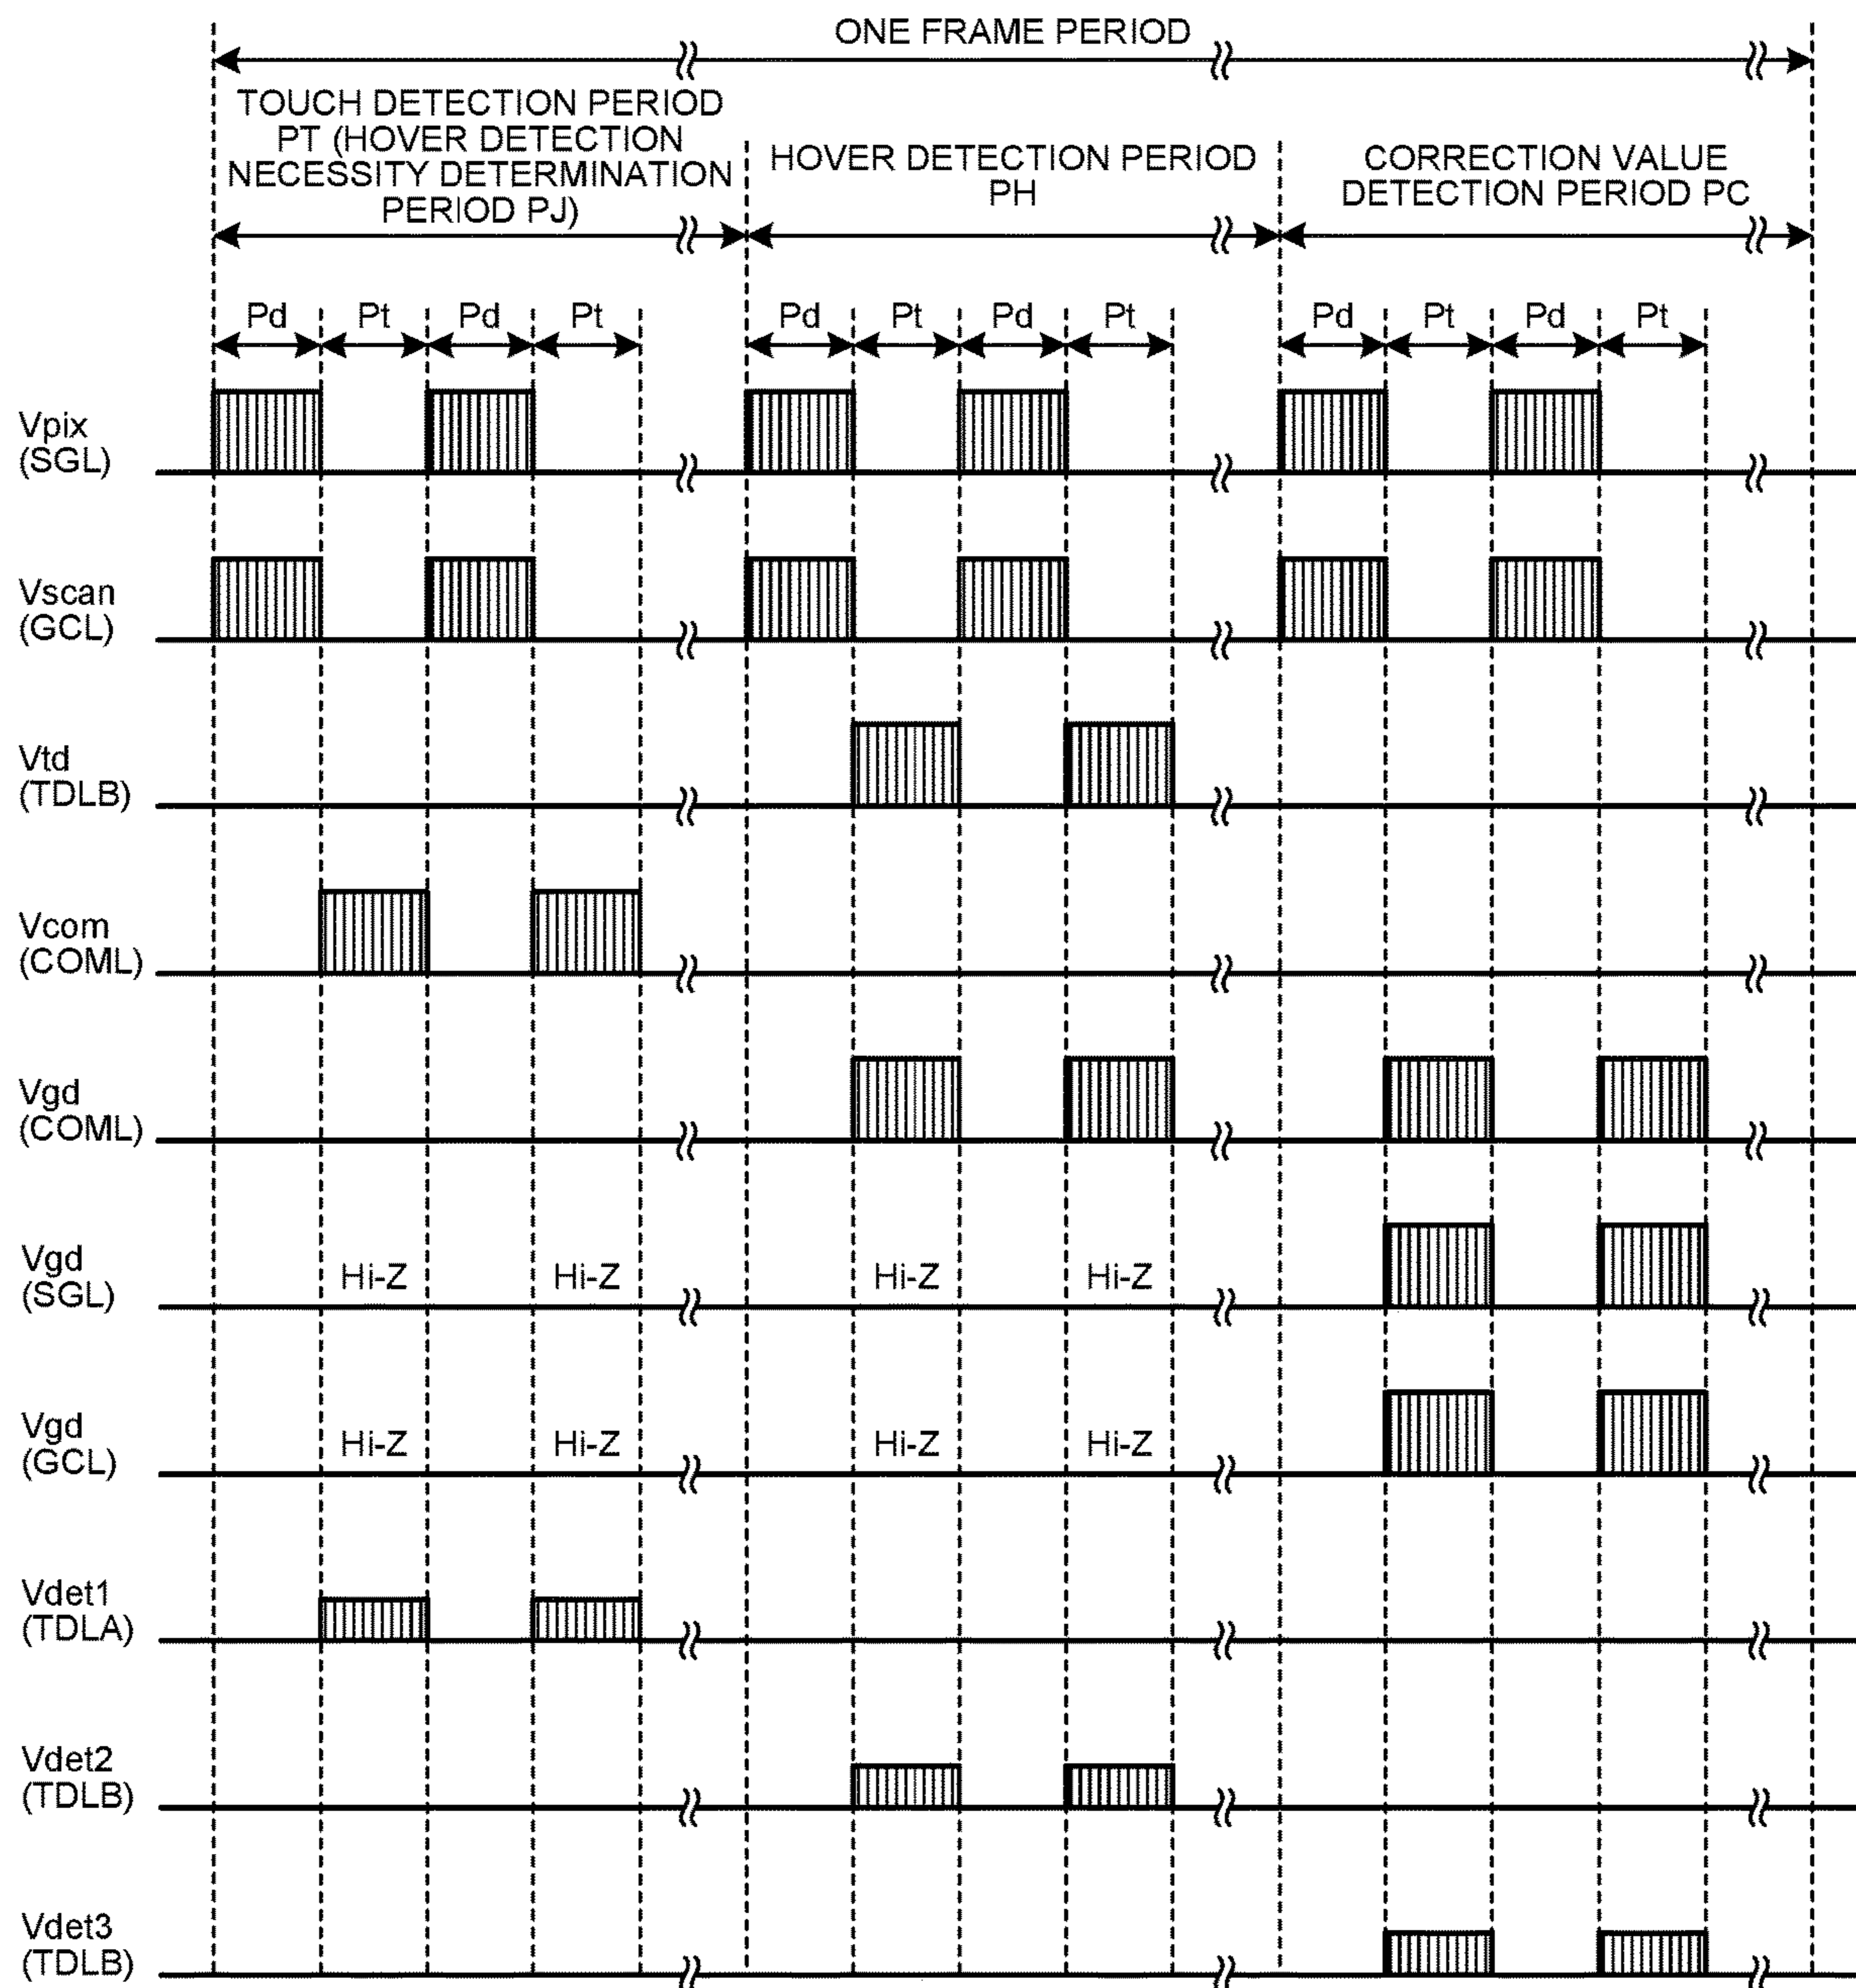 ONE FRAME PERIOD
TOUCH DETECTION PERIOD
PT (HOVER DETECTION
NECESSITY DETERMINATION
PERIOD PJ)
HOVER DETECTION PERIOD
PH
CORRECTION VALUE
DETECTION PERIOD PC
Pd Pt Pd Pt Pd Pt Pd Pt Pd Pt Pd Pt
Vpix
(SGL)
Vscan
(GCL)
Vtd
(TDLB)
Vcom
(COML)
Vgd
(COML)
Vgd
(SGL)
Hi-Z Hi-Z Hi-Z Hi-Z
Vgd
(GCL)
Hi-Z Hi-Z Hi-Z Hi-Z
Vdet1
(TDLA)
Vdet2
(TDLB)
Vdet3
(TDLB)